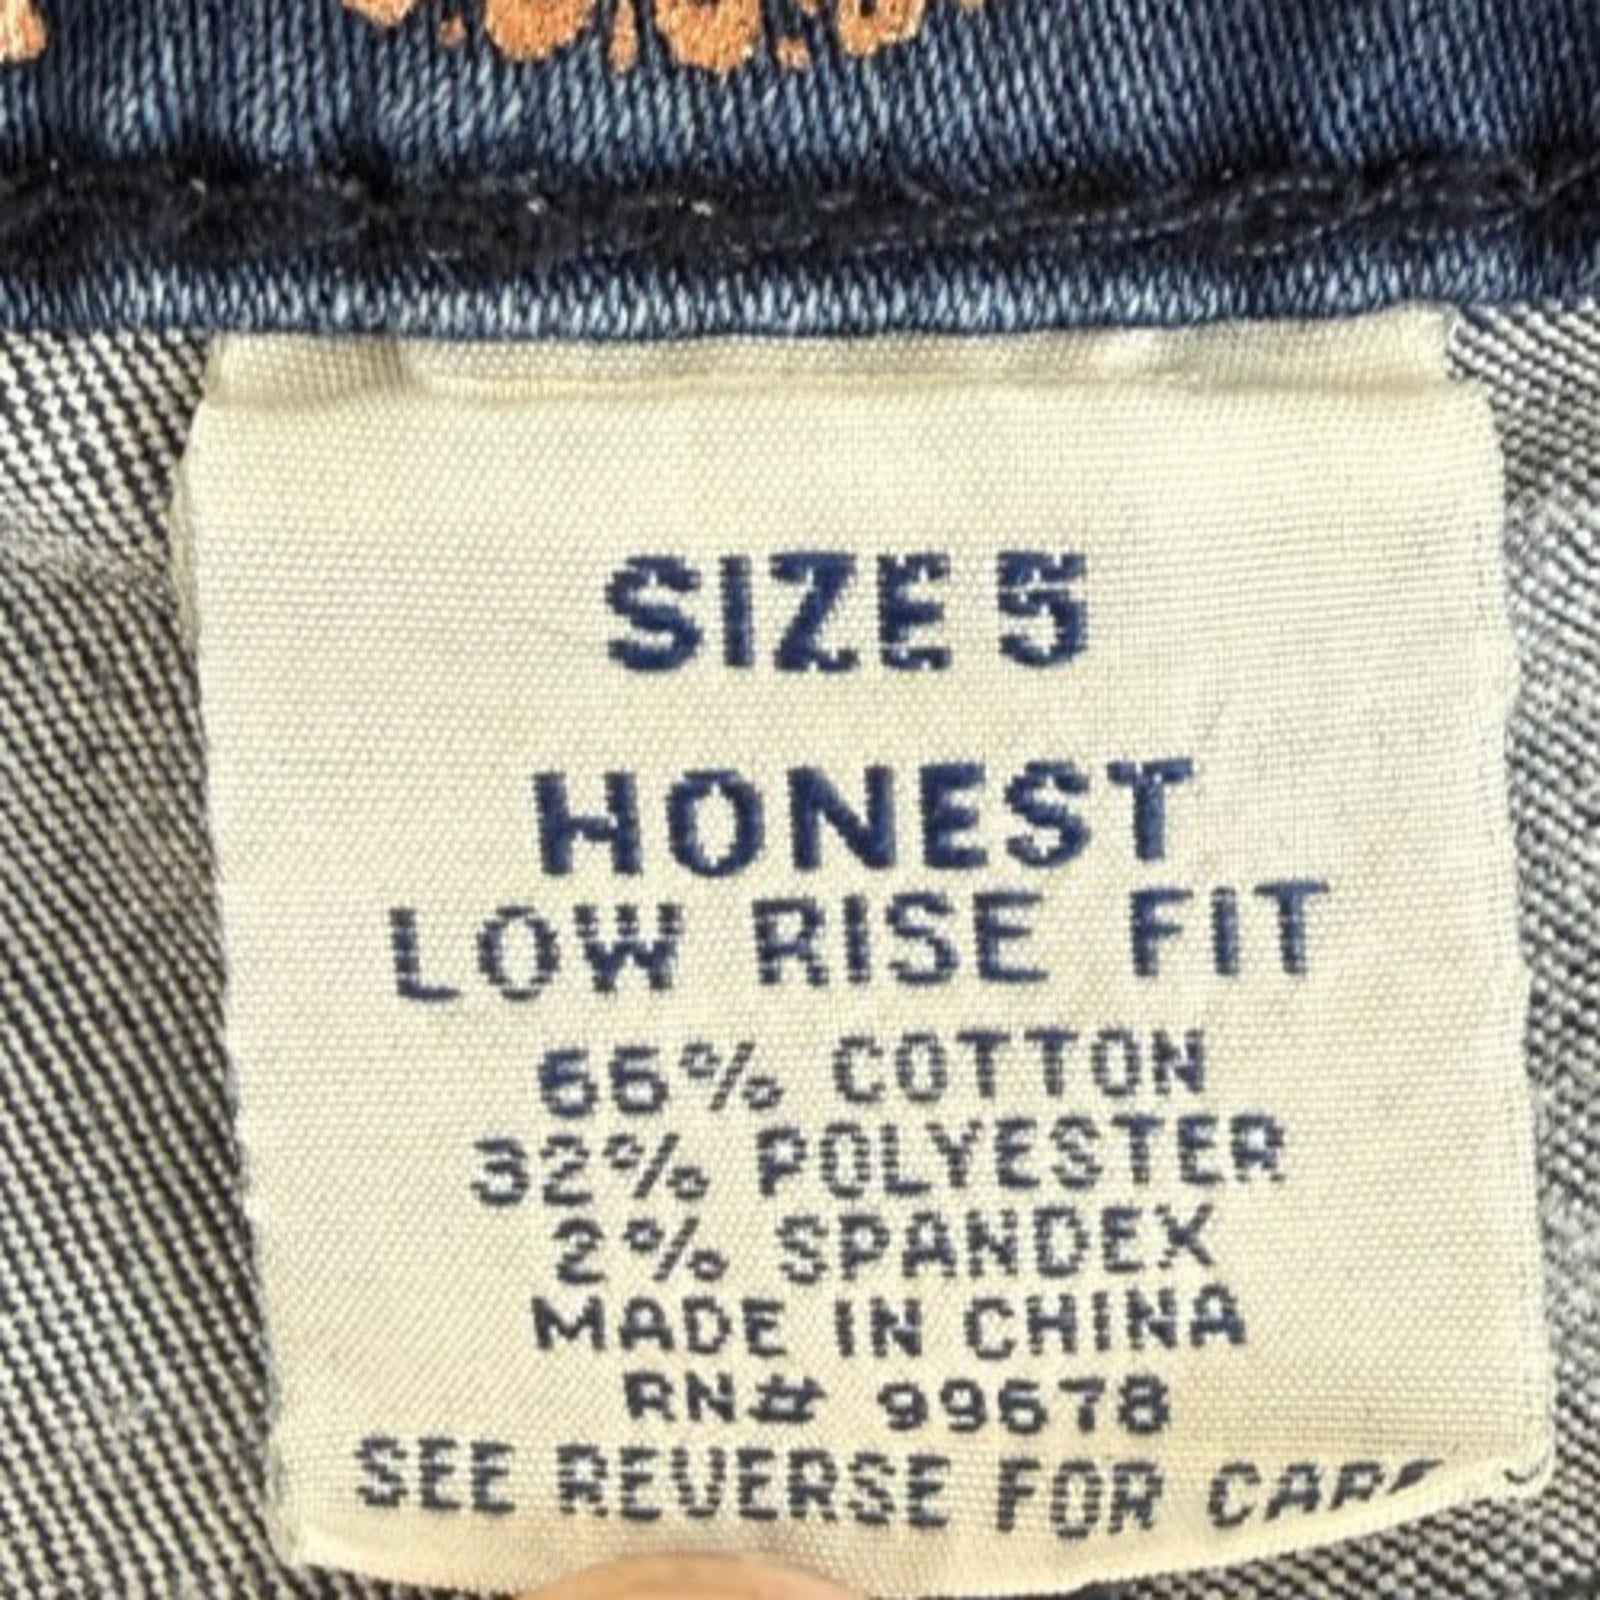 SIZE 5
HONEST
LOW RISE FIT
66% COTTON
32% POLYESTER
2% SPANDEX
MADE IN CHINA
RN# 99678
SEE REVERSE FOR CARE